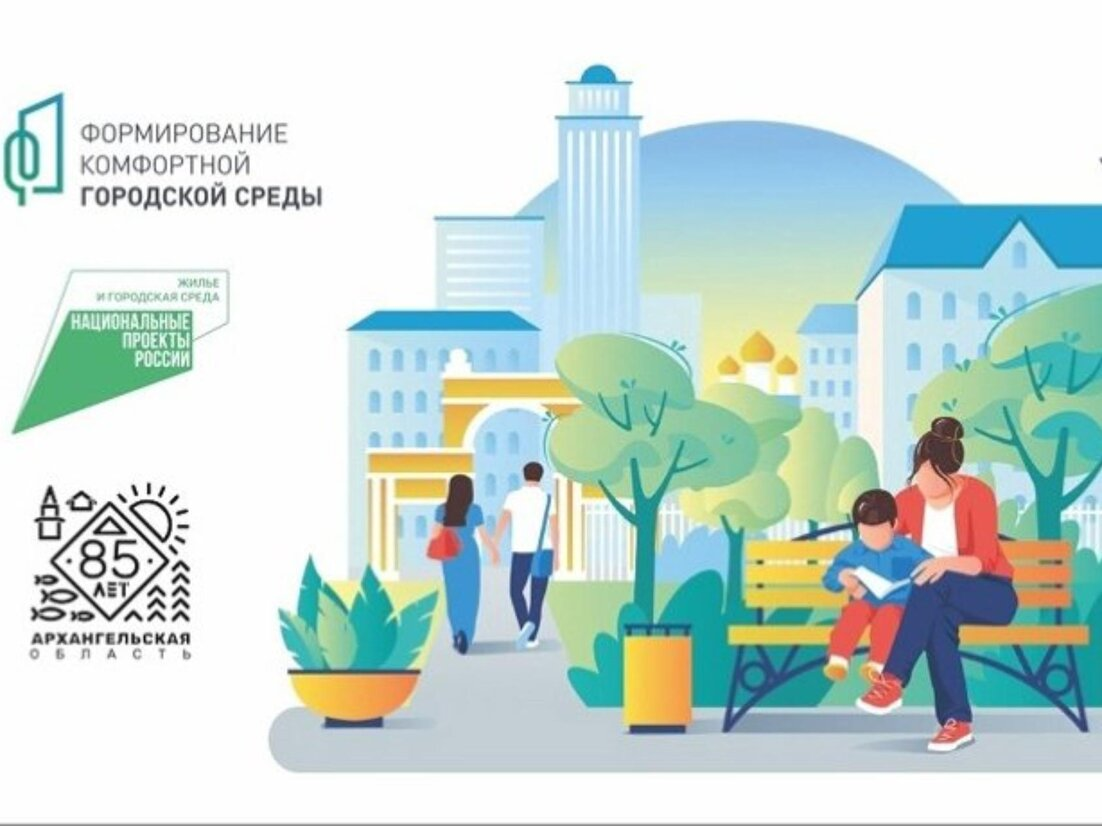 ФОРМИРОВАНИЕ
КОМФОРТНОЙ
ГОРОДСКОЙ СРЕДЫ
ЖИЛЬЕ
И ГОРОДСКАЯ СРЕДА
НАЦИОНАЛЬНЫЕ
ПРОЕКТЫ
РОССИИ
85
ЛЕТ
АРХАНГЕЛЬСКАЯ
ОБЛАСТЬ